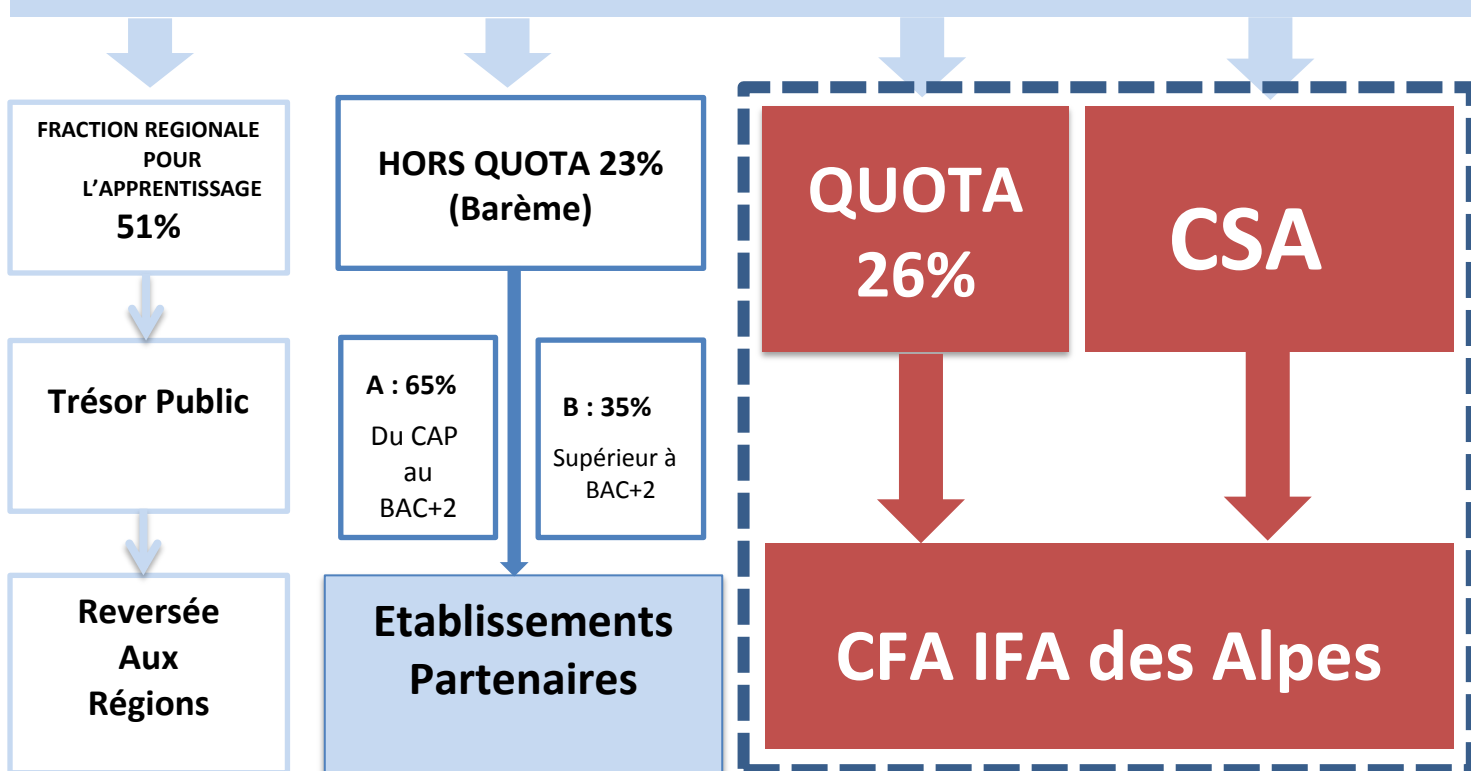 FRACTION REGIONALE
POUR
L’APPRENTISSAGE
51%
Trésor Public
Reversée
Aux
Régions
HORS QUOTA 23%
(Barème)
A : 65%
Du CAP
au
BAC+2
B : 35%
Supérieur à
BAC+2
Etablissements
Partenaires
QUOTA
26%
CSA
CFA IFA des Alpes